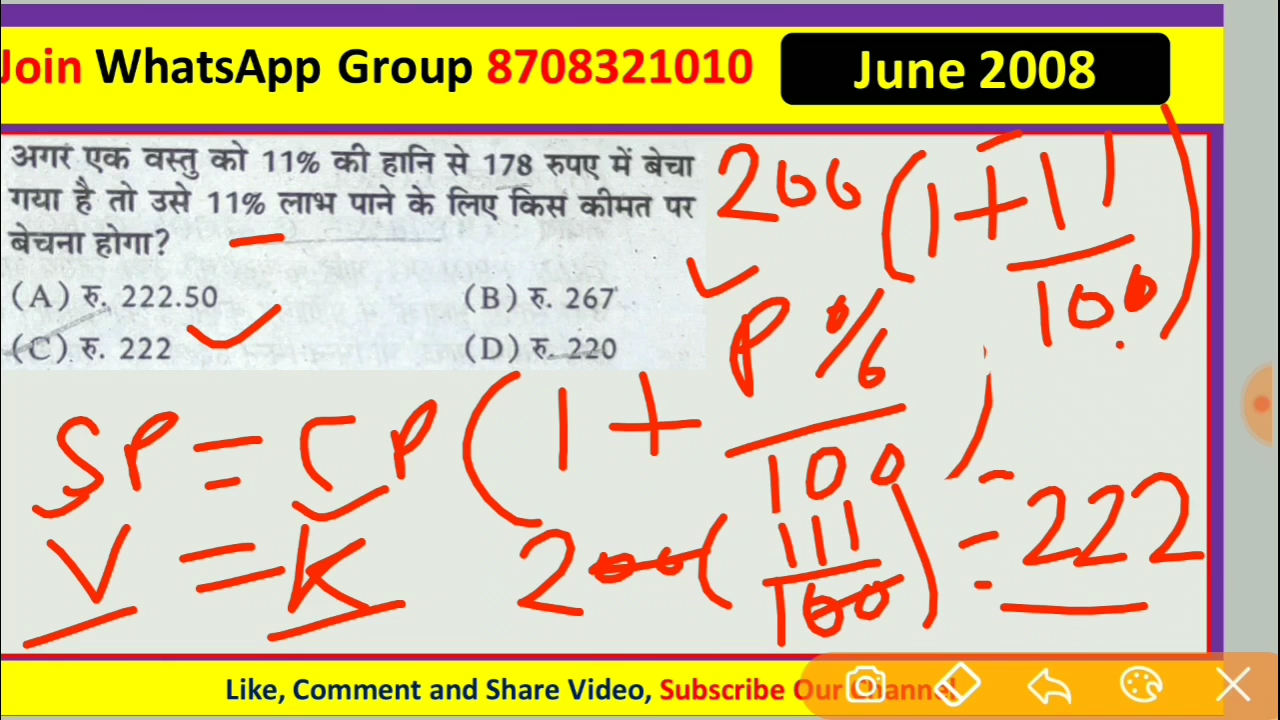 Join WhatsApp Group 8708321010
June 2008
अगर एक वस्तु को 11% की हानि से 178 रुपए में बेचा
गया है तो उसे 11% लाभ पाने के लिए किस कीमत पर
बेचना होगा?
(A) रु. 222.50 (B) रु. 267
(C) रु. 222 (D) रु. 220
200 (1+11/100)
SP = CP (1 + P%/100)
V = K 200 (111/100) = 222
Like, Comment and Share Video, Subscribe Our Channel